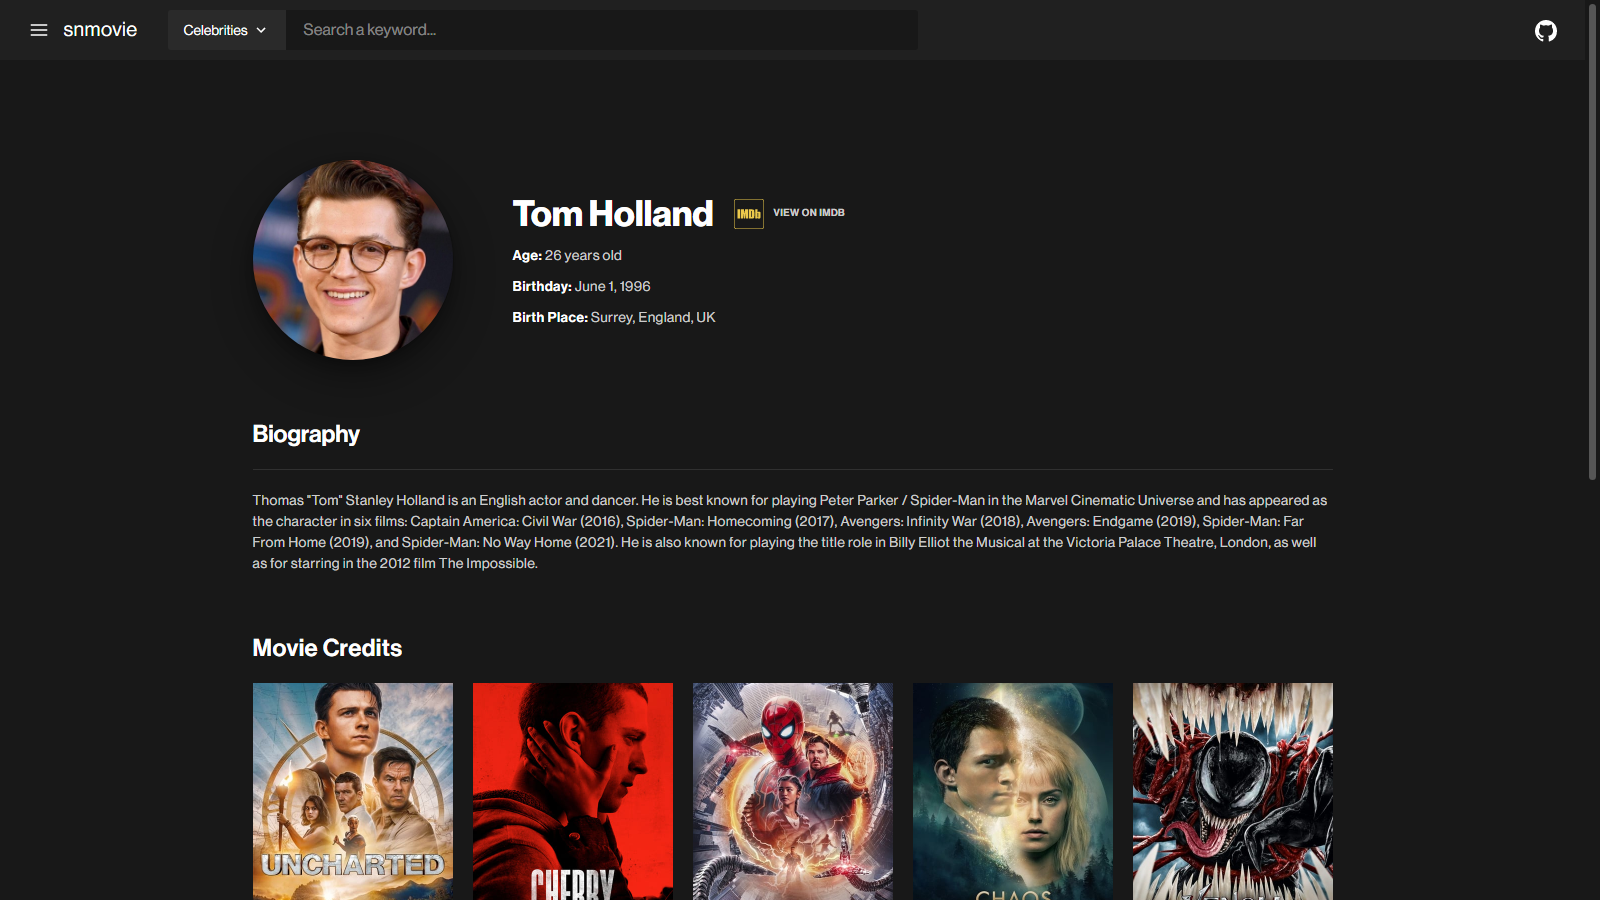 snmovie
Celebrities
Search a keyword...
Tom Holland
IMDb
VIEW ON IMDB
Age: 26 years old
Birthday: June 1, 1996
Birth Place: Surrey, England, UK
Biography
Thomas "Tom" Stanley Holland is an English actor and dancer. He is best known for playing Peter Parker / Spider-Man in the Marvel Cinematic Universe and has appeared as
the character in six films: Captain America: Civil War (2016), Spider-Man: Homecoming (2017), Avengers: Infinity War (2018), Avengers: Endgame (2019), Spider-Man: Far
From Home (2019), and Spider-Man: No Way Home (2021). He is also known for playing the title role in Billy Elliot the Musical at the Victoria Palace Theatre, London, as well
as for starring in the 2012 film The Impossible.
Movie Credits
UNCHARTED
CHERRY
CHAOS